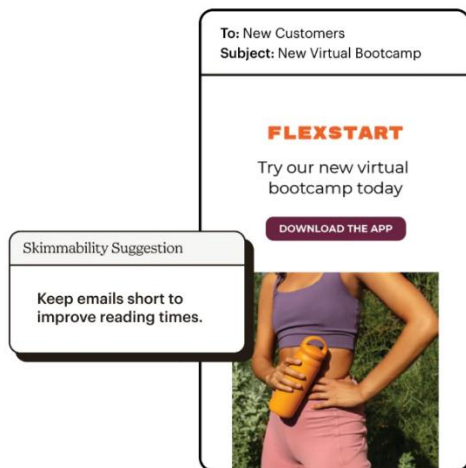 To: New Customers
Subject: New Virtual Bootcamp
FLEXSTART
Try our new virtual
bootcamp today
DOWNLOAD THE APP
Skimmability Suggestion
Keep emails short to
improve reading times.